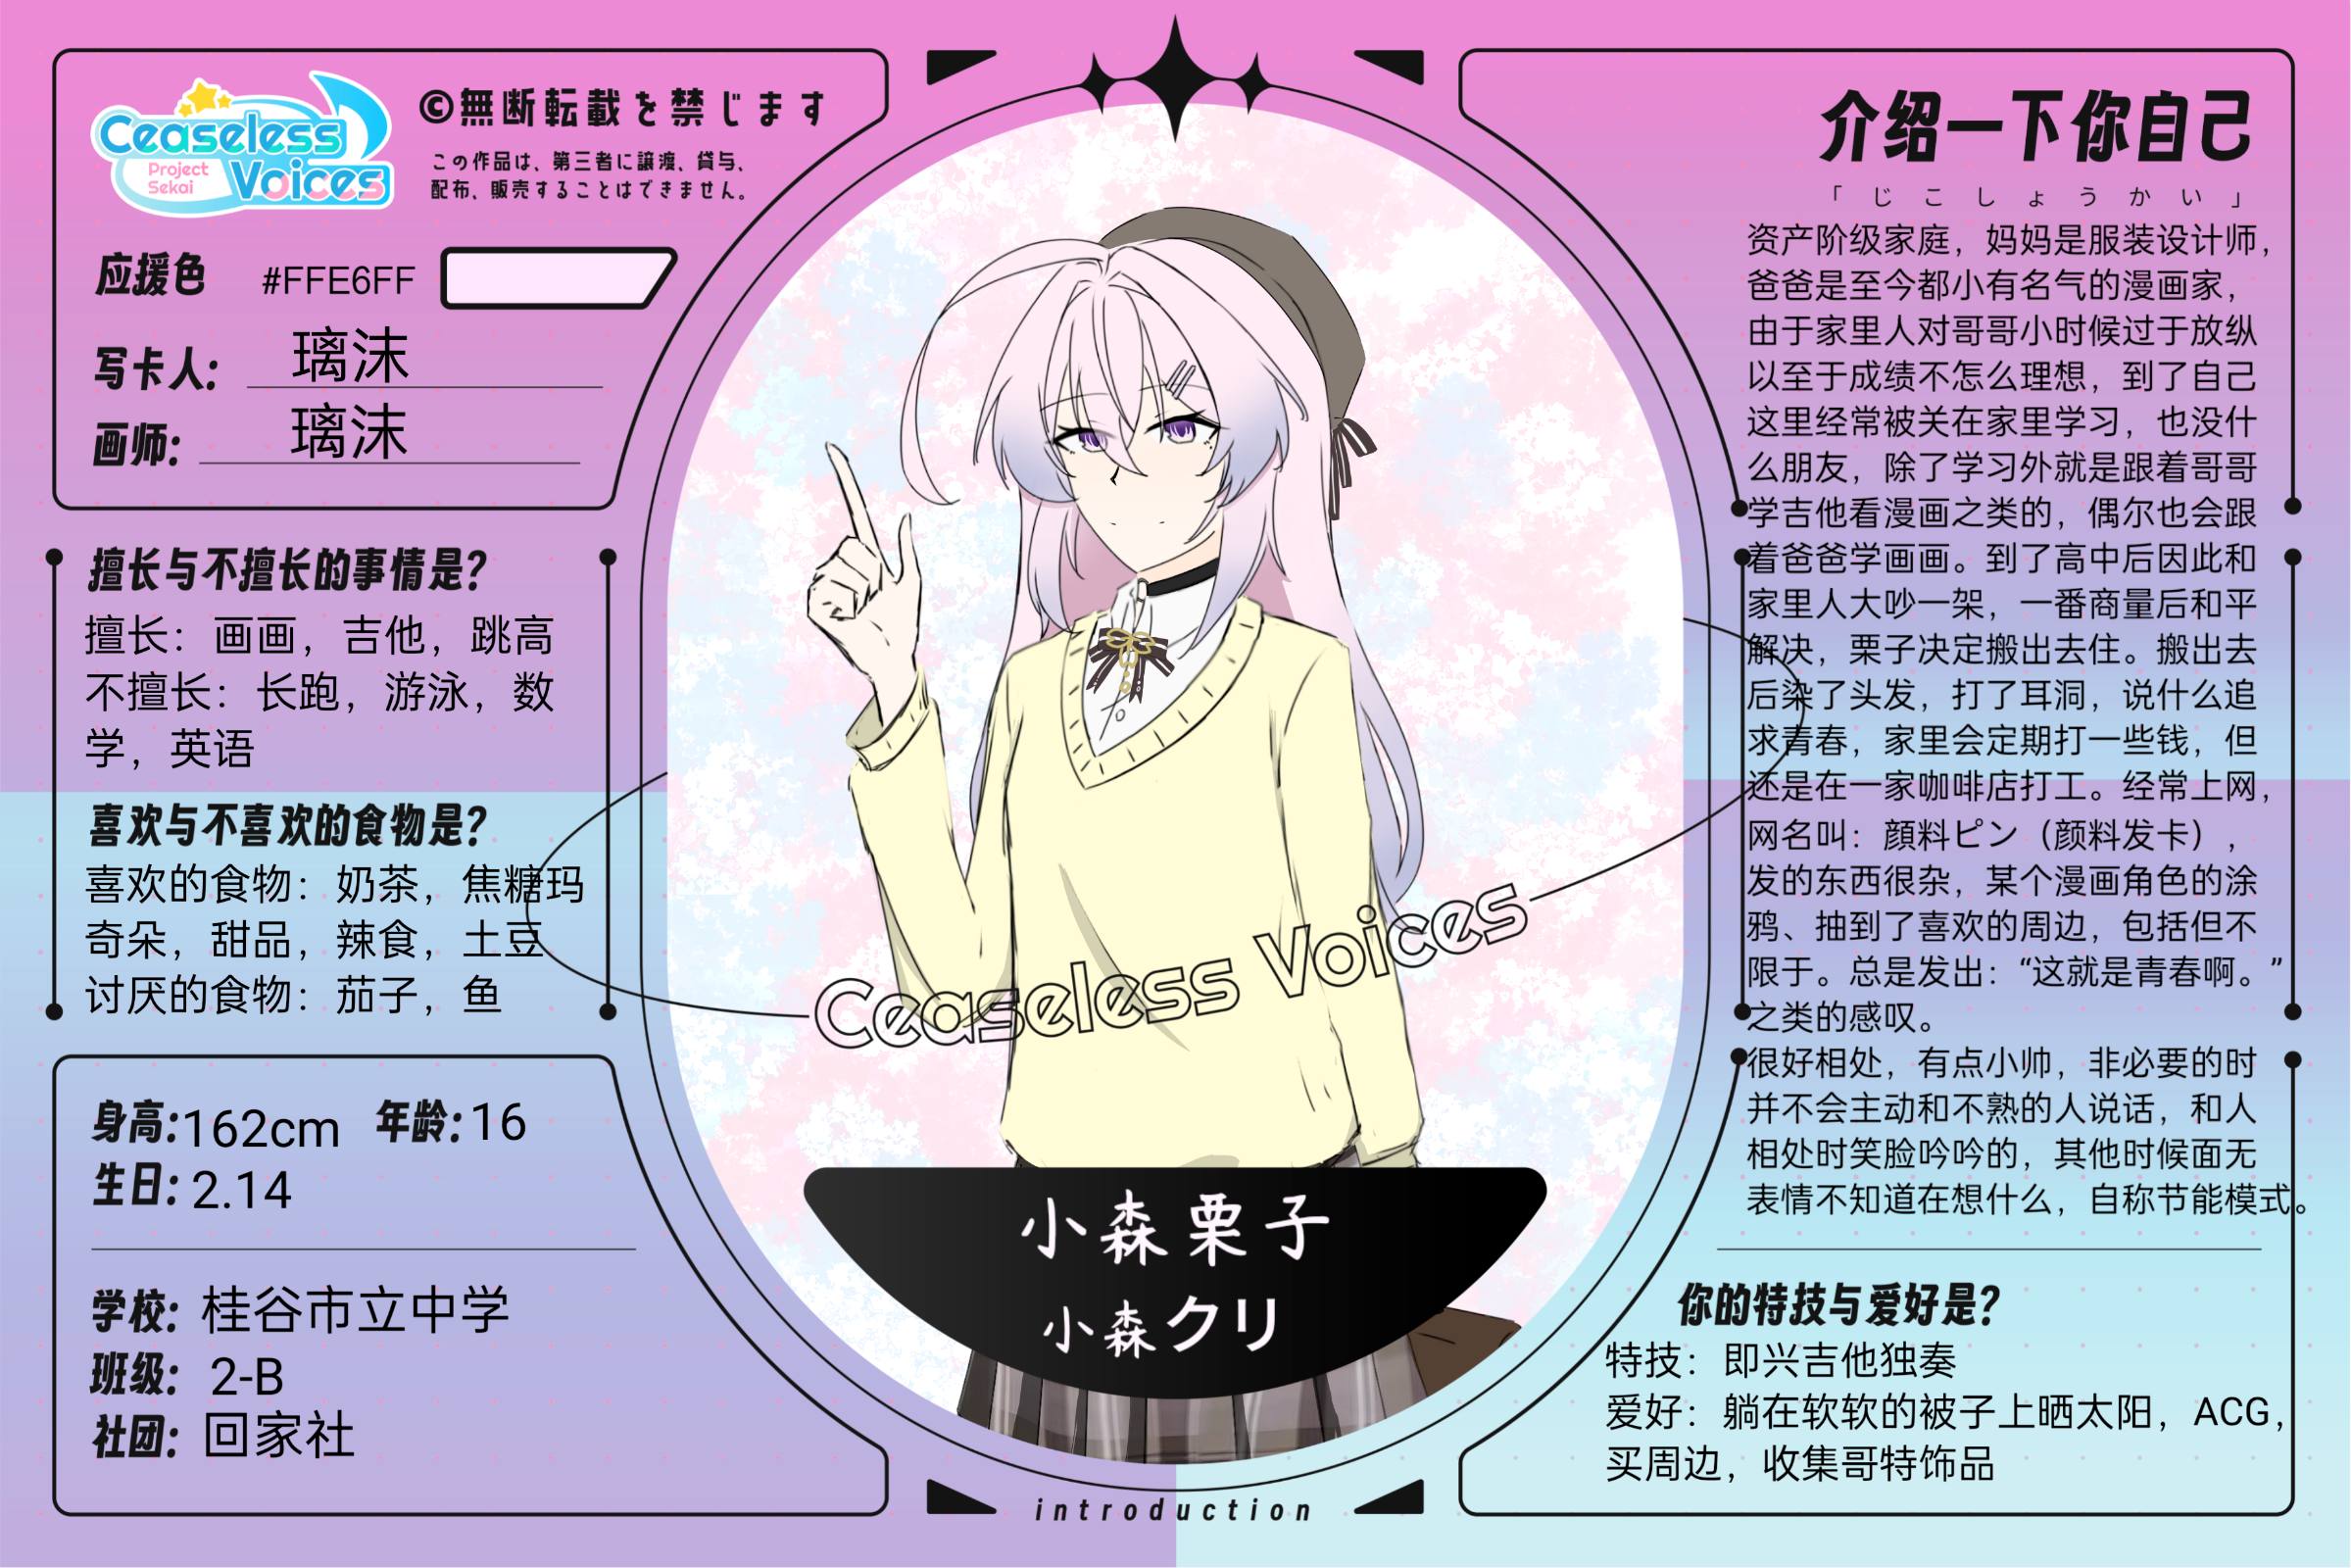 Ceaseless
Project
Sekai
Voices
©無断転載を禁じます
この作品は、第三者に譲渡、貸与、
配布、販売することはできません。
应援色 #FFE6FF
写卡人: 璃沫
画师: 璃沫
擅长与不擅长的事情是?
擅长：画画，吉他，跳高
不擅长：长跑，游泳，数
学，英语
喜欢与不喜欢的食物是?
喜欢的食物：奶茶，焦糖玛
奇朵，甜品，辣食，土豆
讨厌的食物：茄子，鱼
身高:162cm 年龄:16
生日:2.14
学校: 桂谷市立中学
班级: 2-B
社团: 回家社
Ceaseless Voices
小森栗子
小森クリ
introduction
介绍一下你自己
「じこしょうかい」
资产阶级家庭，妈妈是服装设计师，
爸爸是至今都小有名气的漫画家，
由于家里人对哥哥小时候过于放纵
以至于成绩不怎么理想，到了自己
这里经常被关在家里学习，也没什
么朋友，除了学习外就是跟着哥哥
学吉他看漫画之类的，偶尔也会跟
着爸爸学画画。到了高中后因此和
家里人大吵一架，一番商量后和平
解决，栗子决定搬出去住。搬出去
后染了头发，打了耳洞，说什么追
求青春，家里会定期打一些钱，但
还是在一家咖啡店打工。经常上网，
网名叫：顔料ピン（颜料发卡），
发的东西很杂，某个漫画角色的涂
鸦、抽到了喜欢的周边，包括但不
限于。总是发出：“这就是青春啊。”
之类的感叹。
很好相处，有点小帅，非必要的时
并不会主动和不熟的人说话，和人
相处时笑脸吟吟的，其他时候面无
表情不知道在想什么，自称节能模式。
你的特技与爱好是?
特技：即兴吉他独奏
爱好：躺在软软的被子上晒太阳，ACG，
买周边，收集哥特饰品